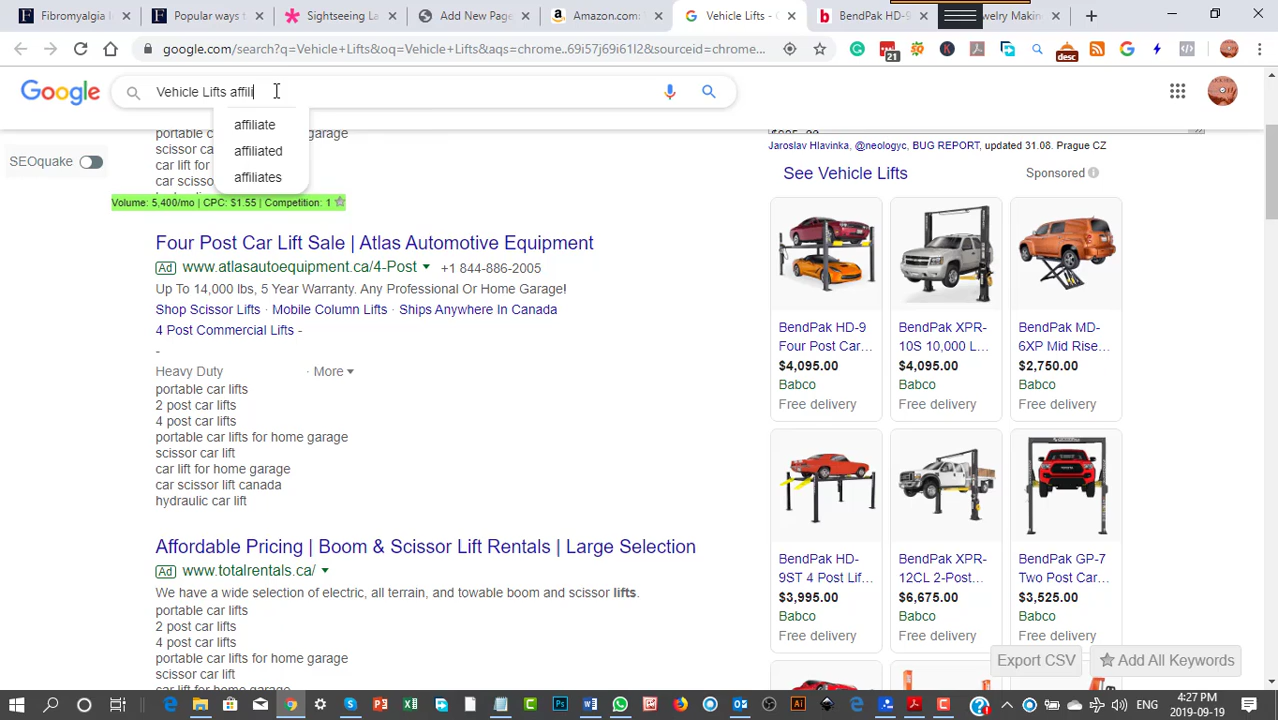 Fibromyalgia Inf
Popular ways to
Sightseeing Las
Add New Page
Amazon.com:
Vehicle Lifts - G
BendPak HD-9
ewelry Making
google.com/search?q=Vehicle+Lifts&oq=Vehicle+Lifts&aqs=chrome...69i57j69i61l2&sourceid=chrome...
21
desc
Google
Vehicle Lifts affili
affiliate
affiliated
affiliates
SEOquake
portable c
garage
scissor car
car lift for
car scissor
Volume: 5,400/mo | CPC: $1.55 | Competition: 1
Four Post Car Lift Sale | Atlas Automotive Equipment
Ad www.atlasautoequipment.ca/4-Post +1 844-886-2005
Up To 14,000 lbs, 5 Year Warranty. Any Professional Or Home Garage!
Shop Scissor Lifts · Mobile Column Lifts · Ships Anywhere In Canada
4 Post Commercial Lifts -
-
Heavy Duty · More
portable car lifts
2 post car lifts
4 post car lifts
portable car lifts for home garage
scissor car lift
car lift for home garage
car scissor lift canada
hydraulic car lift
Affordable Pricing | Boom & Scissor Lift Rentals | Large Selection
Ad www.totalrentals.ca/
We have a wide selection of electric, all terrain, and towable boom and scissor lifts.
portable car lifts
2 post car lifts
4 post car lifts
portable car lifts for home garage
scissor car lift
car lift for home garage
Jaroslav Hlavinka, @neologyc, BUG REPORT, updated 31.08. Prague CZ
See Vehicle Lifts
Sponsored
BendPak HD-9 Four Post Car...
$4,095.00
Babco
Free delivery
BendPak XPR-10S 10,000 L...
$4,095.00
Babco
Free delivery
BendPak MD-6XP Mid Rise...
$2,750.00
Babco
Free delivery
BendPak HD-9ST 4 Post Lif...
$3,995.00
Babco
Free delivery
BendPak XPR-12CL 2-Post...
$6,675.00
Babco
Free delivery
BendPak GP-7 Two Post Car...
$3,525.00
Babco
Free delivery
Export CSV
Add All Keywords
4:27 PM
ENG
2019-09-19